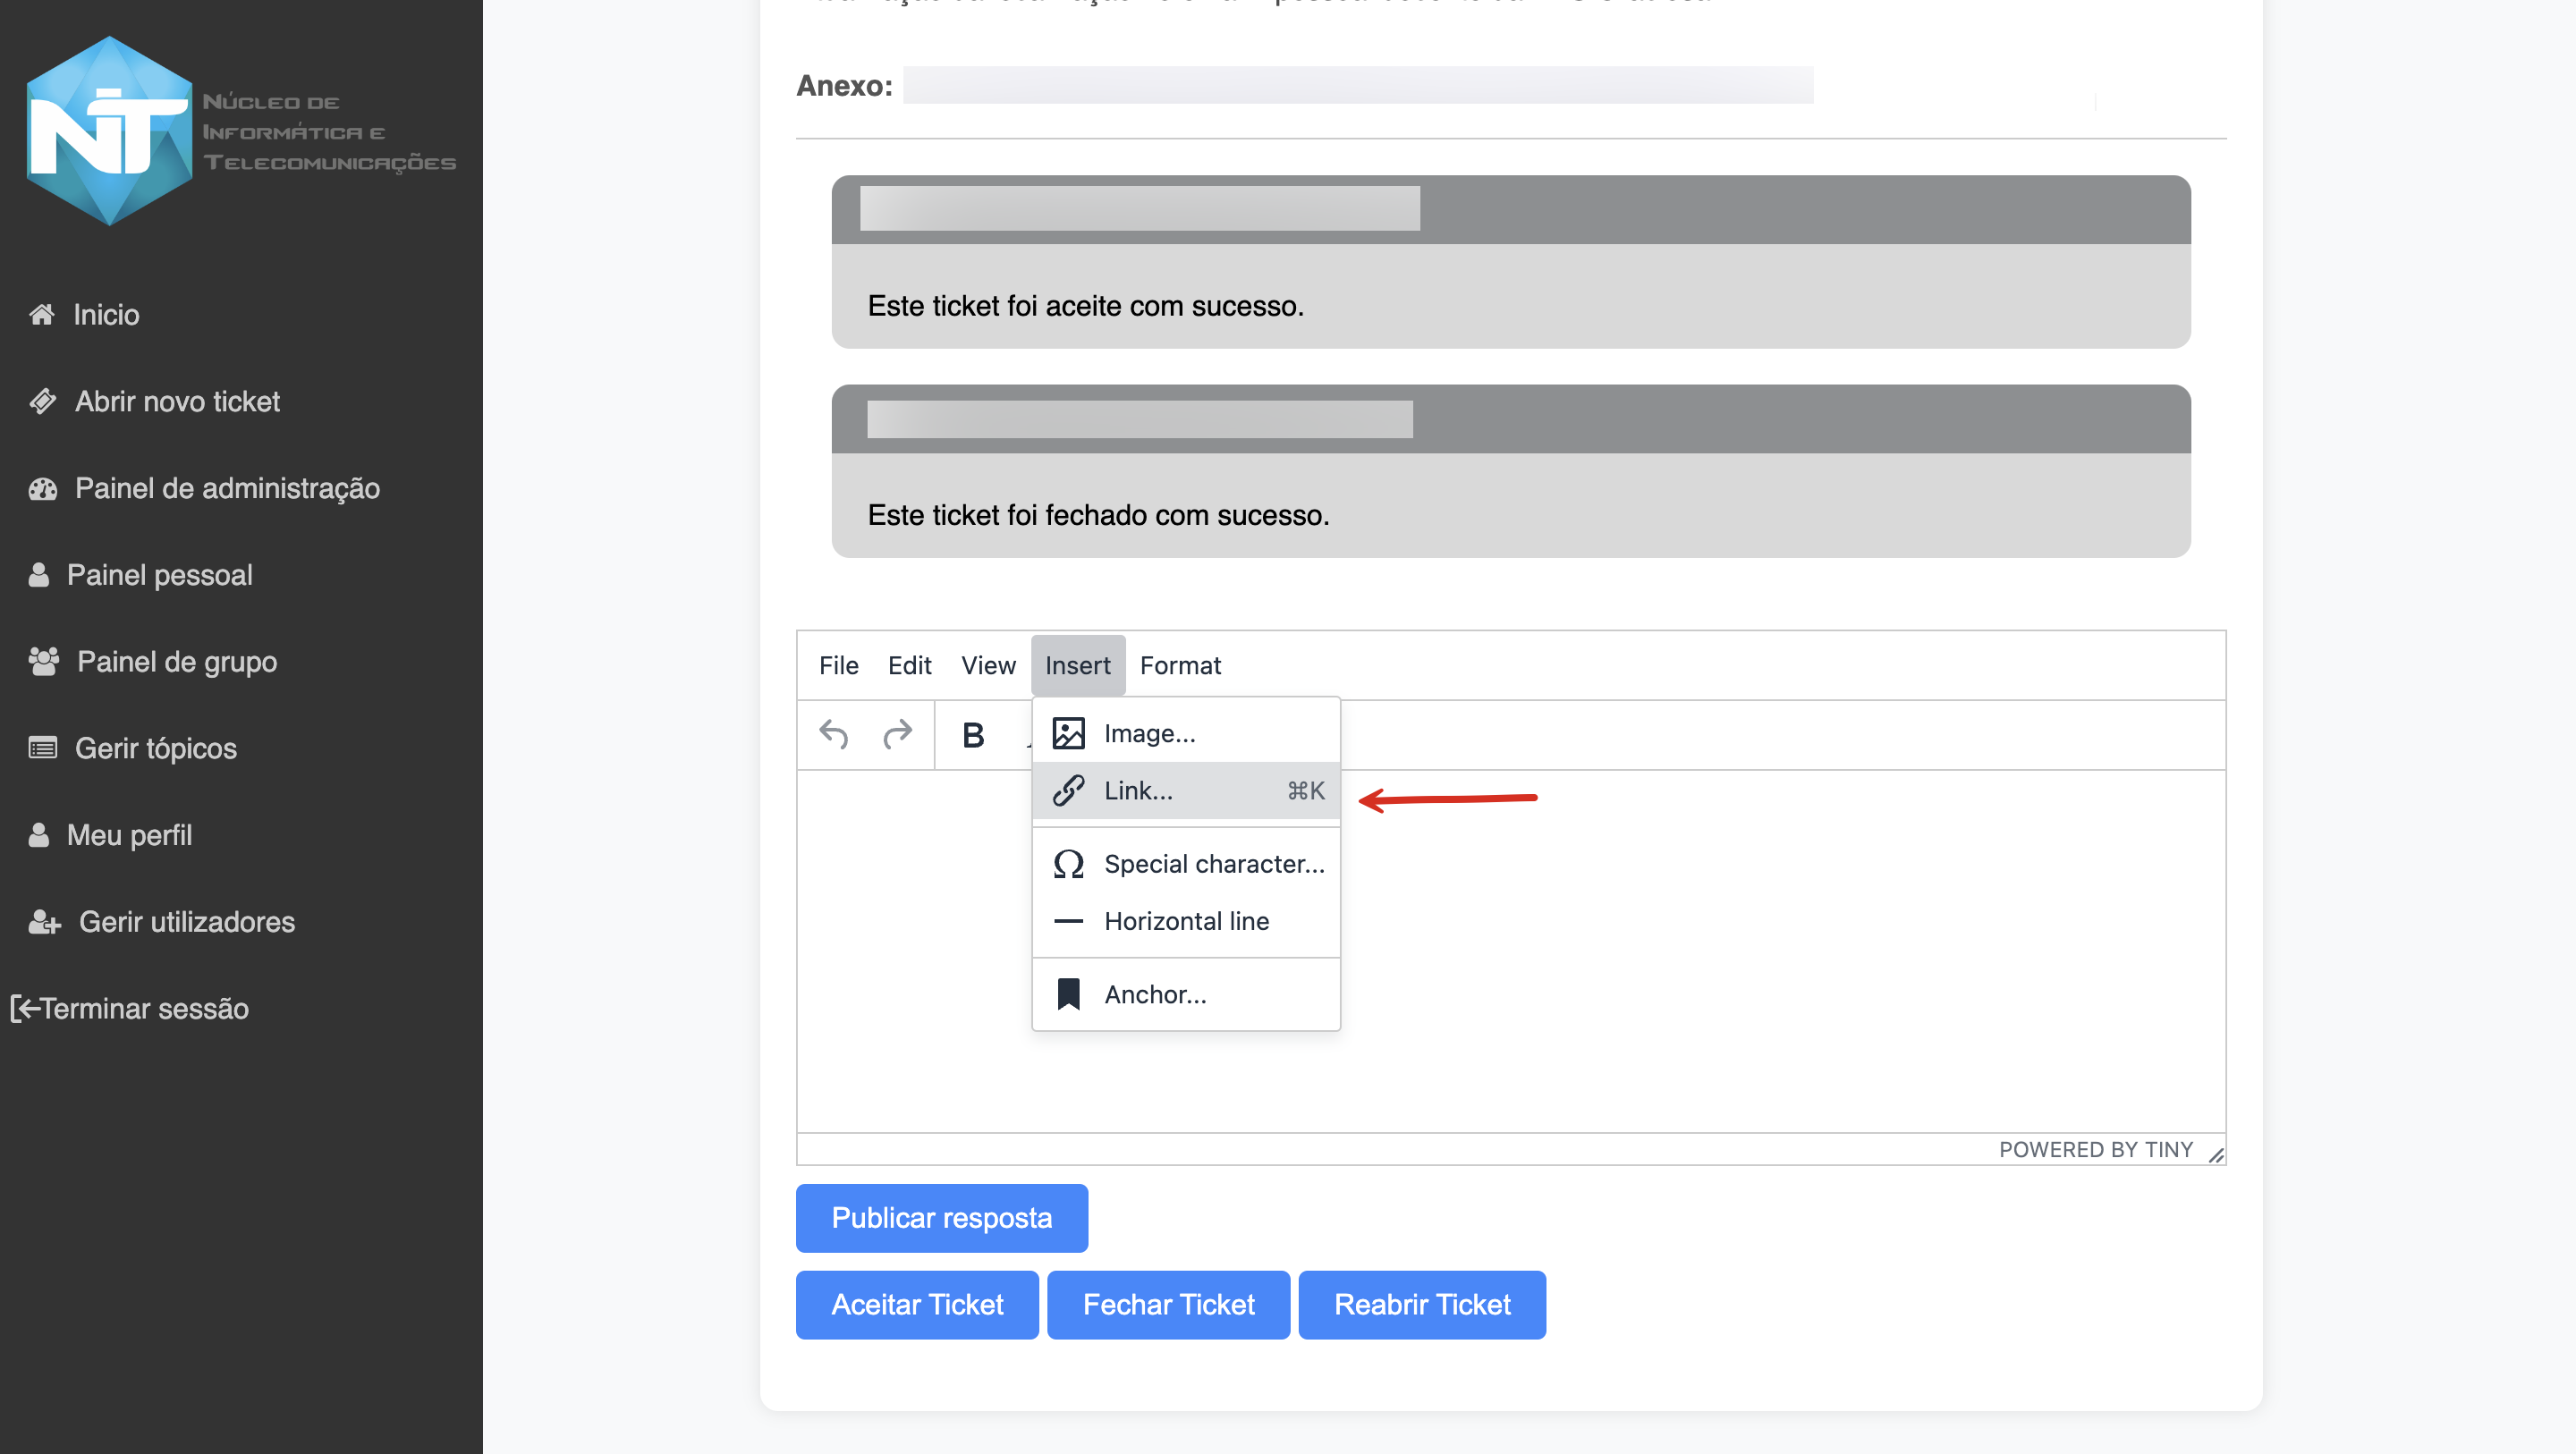 NiT
Núcleo de
Informática e
Telecomunicações
Inicio
Abrir novo ticket
Painel de administração
Painel pessoal
Painel de grupo
Gerir tópicos
Meu perfil
Gerir utilizadores
Terminar sessão
Anexo:
Este ticket foi aceite com sucesso.
Este ticket foi fechado com sucesso.
File Edit View Insert Format
B
Image...
Link... ⌘K
Special character...
Horizontal line
Anchor...
POWERED BY TINY
Publicar resposta
Aceitar Ticket Fechar Ticket Reabrir Ticket